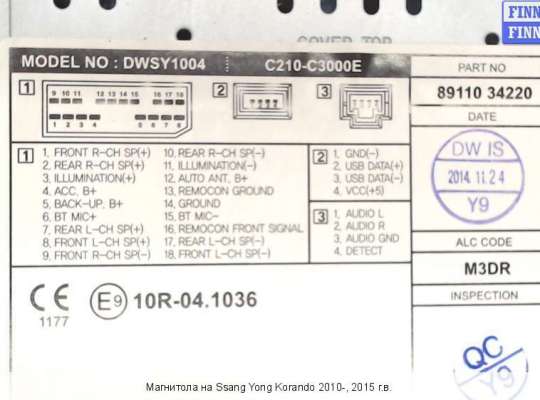 FINN
FINN
COVER TOP
MODEL NO : DWSY1004 C210-C3000E
PART NO
89110 34220
DATE
DW IS
2014. 11. 24
Y9
ALC CODE
M3DR
INSPECTION
QC
Y9
1
9 10 11 12 13 14 15 16 17 18
1 2 3 4 5 6 7 8
2
3
1
1. FRONT R-CH SP(+)
2. REAR R-CH SP(+)
3. ILLUMINATION(+)
4. ACC, B+
5. BACK-UP, B+
6. BT MIC+
7. REAR L-CH SP(+)
8. FRONT L-CH SP(+)
9. FRONT R-CH SP(-)
10. REAR R-CH SP(-)
11. ILLUMINATION(-)
12. AUTO ANT, B+
13. REMOCON GROUND
14. GROUND
15. BT MIC-
16. REMOCON FRONT SIGNAL
17. REAR L-CH SP(-)
18. FRONT L-CH SP(-)
2
1. GND(-)
2. USB DATA(+)
3. USB DATA(-)
4. VCC(+5)
3
1. AUDIO L
2. AUDIO R
3. AUDIO GND
4. DETECT
CE
1177
E9 10R-04.1036
Магнитола на Ssang Yong Korando 2010-, 2015 г.в.